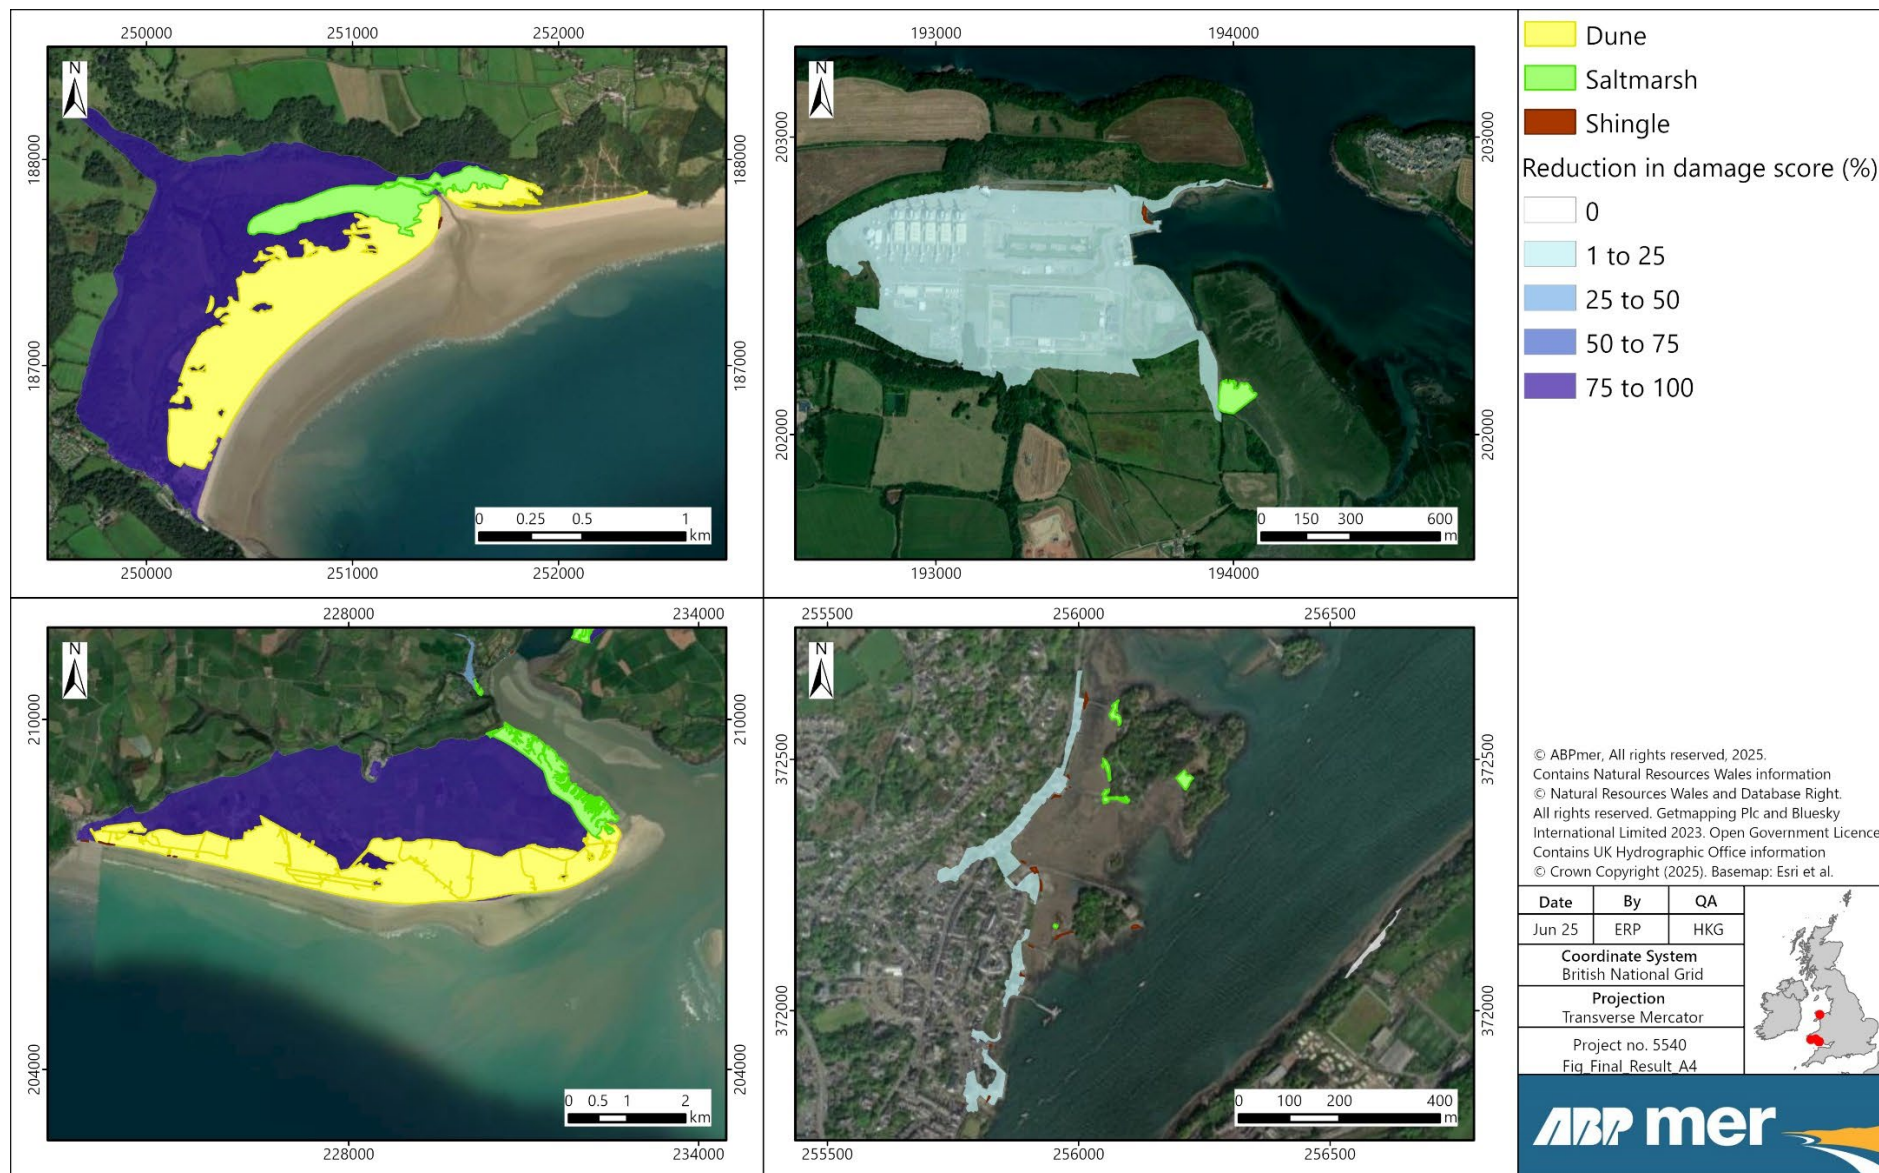 250000 251000 252000
N
188000 188000
187000 187000
0 0.25 0.5 1
km
250000 251000 252000
193000 194000
N
203000 203000
202000 202000
0 150 300 600
m
193000 194000
228000 234000
N
210000 210000
204000 204000
0 0.5 1 2
km
228000 234000
255500 256000 256500
N
372500 372500
372000 372000
0 100 200 400
m
255500 256000 256500
Dune
Saltmarsh
Shingle
Reduction in damage score (%)
0
1 to 25
25 to 50
50 to 75
75 to 100
© ABPmer, All rights reserved, 2025.
Contains Natural Resources Wales information
© Natural Resources Wales and Database Right.
All rights reserved. Getmapping Plc and Bluesky
International Limited 2023. Open Government Licence
Contains UK Hydrographic Office information
© Crown Copyright (2025). Basemap: Esri et al.
Date By QA
Jun 25 ERP HKG
Coordinate System
British National Grid
Projection
Transverse Mercator
Project no. 5540
Fig_Final_Result_A4
ABPmer